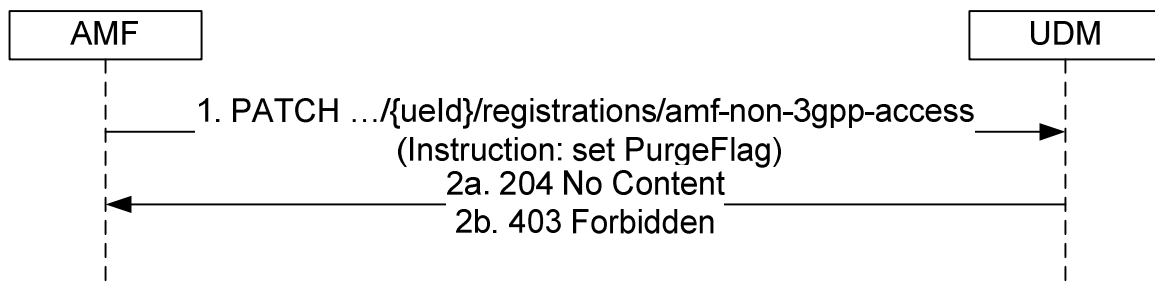 AMF
UDM
1. PATCH …/{ueId}/registrations/amf-non-3gpp-access
(Instruction: set PurgeFlag)
2a. 204 No Content
2b. 403 Forbidden